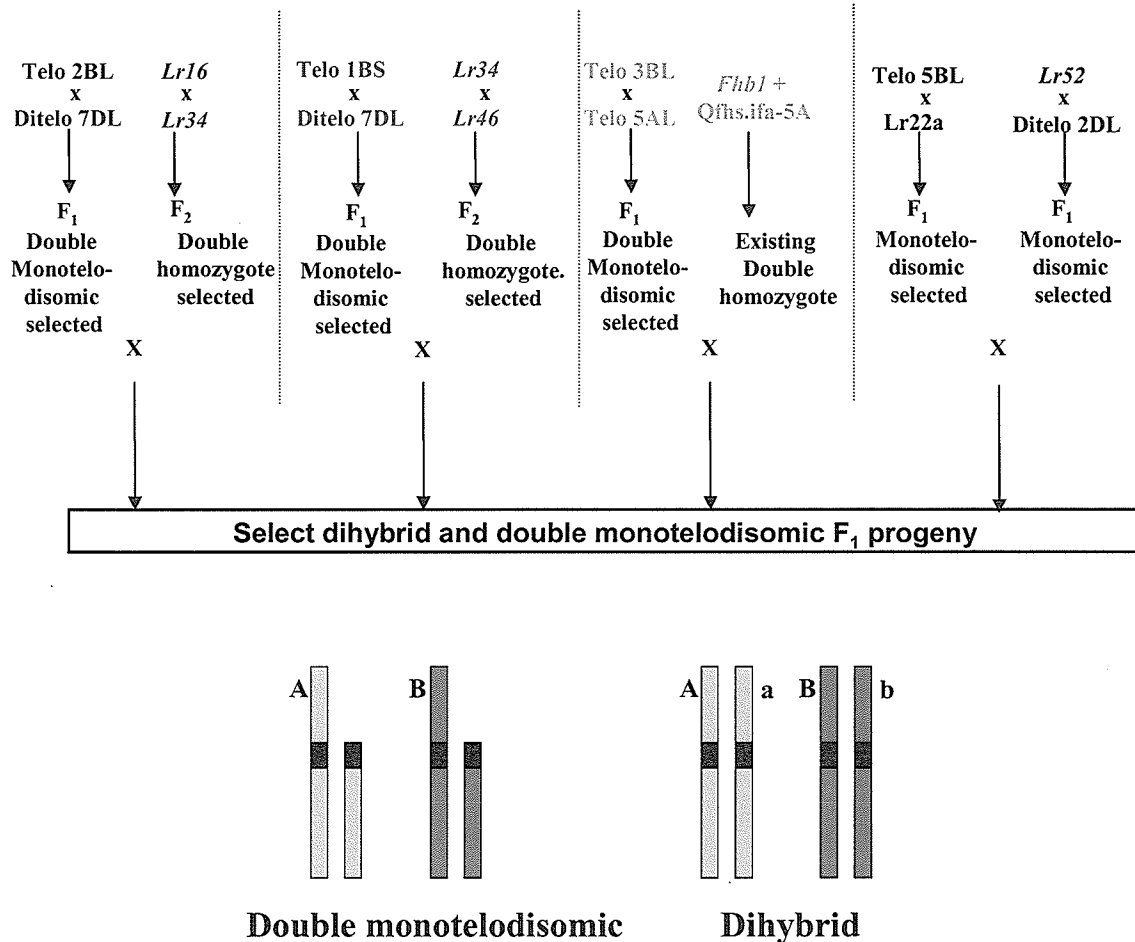 Telo 2BL
x
Ditelo 7DL
Lr16
x
Lr34
F1
Double
Monotelo-
disomic
selected
F2
Double
homozygote
selected
X
Telo 1BS
x
Ditelo 7DL
Lr34
x
Lr46
F1
Double
Monotelo-
disomic
selected
F2
Double
homozygote.
selected
X
Telo 3BL
x
Telo 5AL
Fhb1 +
Qfhs.ifa-5A
F1
Double
Monotelo-
disomic
selected
Existing
Double
homozygote
X
Telo 5BL
x
Lr22a
Lr52
x
Ditelo 2DL
F1
Monotelo-
disomic
selected
F1
Monotelo-
disomic
selected
X
Select dihybrid and double monotelodisomic F1 progeny
A B A a B b
Double monotelodisomic Dihybrid